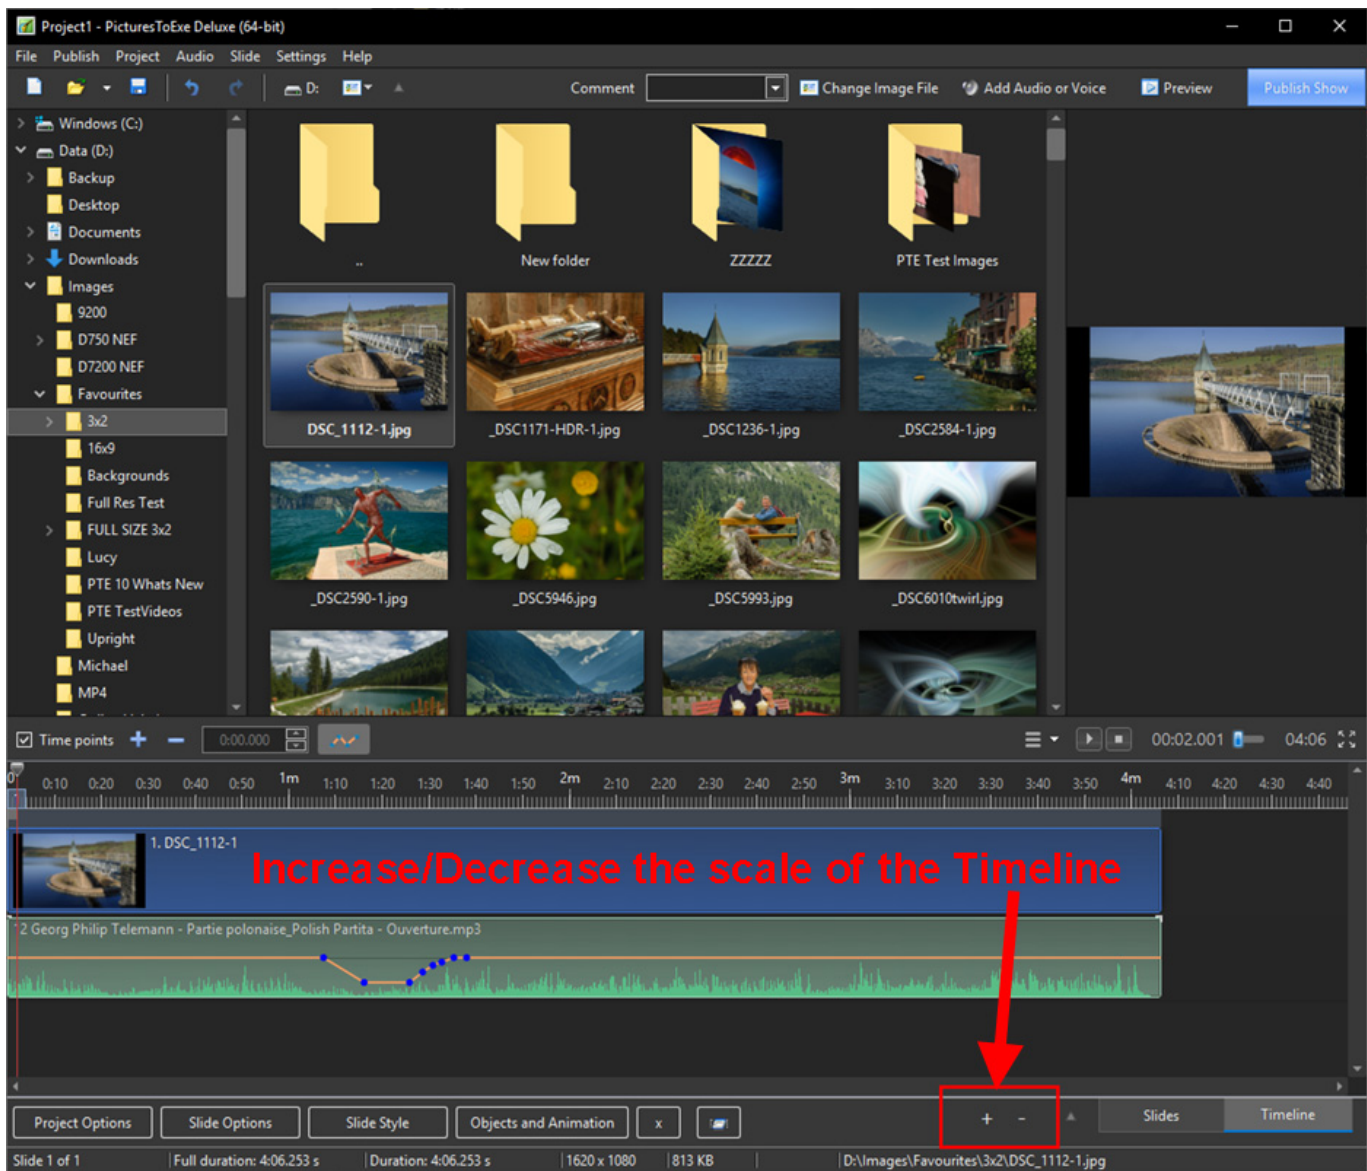 Project1 - PicturesToExe Deluxe (64-bit)
File Publish Project Audio Slide Settings Help
D: Comment Change Image File Add Audio or Voice Preview Publish Show
Windows (C:)
Data (D:)
Backup
Desktop
Documents
Downloads
Images
9200
D750 NEF
D7200 NEF
Favourites
3x2
16x9
Backgrounds
Full Res Test
FULL SIZE 3x2
Lucy
PTE 10 Whats New
PTE TestVideos
Upright
Michael
MP4
.. New folder ZZZZZ PTE Test Images
DSC_1112-1.jpg _DSC1171-HDR-1.jpg _DSC1236-1.jpg _DSC2584-1.jpg
_DSC2590-1.jpg _DSC5946.jpg _DSC5993.jpg _DSC6010twirl.jpg
Time points + - 0:00.000 00:02.001 04:06
0 0:10 0:20 0:30 0:40 0:50 1m 1:10 1:20 1:30 1:40 1:50 2m 2:10 2:20 2:30 2:40 2:50 3m 3:10 3:20 3:30 3:40 3:50 4m 4:10 4:20 4:30 4:40
1. DSC_1112-1
Increase/Decrease the scale of the Timeline
2 Georg Philip Telemann - Partie polonaise_Polish Partita - Ouverture.mp3
Project Options Slide Options Slide Style Objects and Animation x + - Slides Timeline
Slide 1 of 1 Full duration: 4:06.253 s Duration: 4:06.253 s 1620 x 1080 813 KB D:\Images\Favourites\3x2\DSC_1112-1.jpg